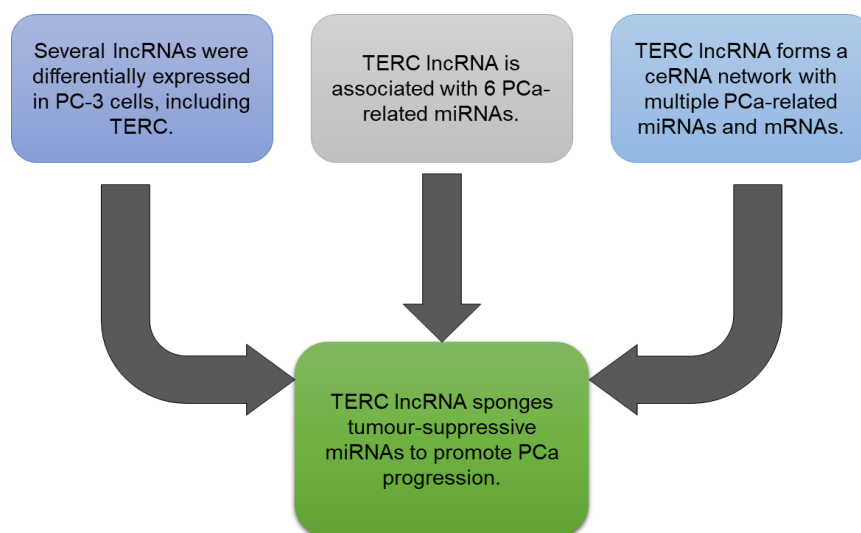 Several lncRNAs were
differentially expressed
in PC-3 cells, including
TERC.
TERC lncRNA is
associated with 6 PCa-
related miRNAs.
TERC lncRNA forms a
ceRNA network with
multiple PCa-related
miRNAs and mRNAs.
TERC lncRNA sponges
tumour-suppressive
miRNAs to promote PCa
progression.